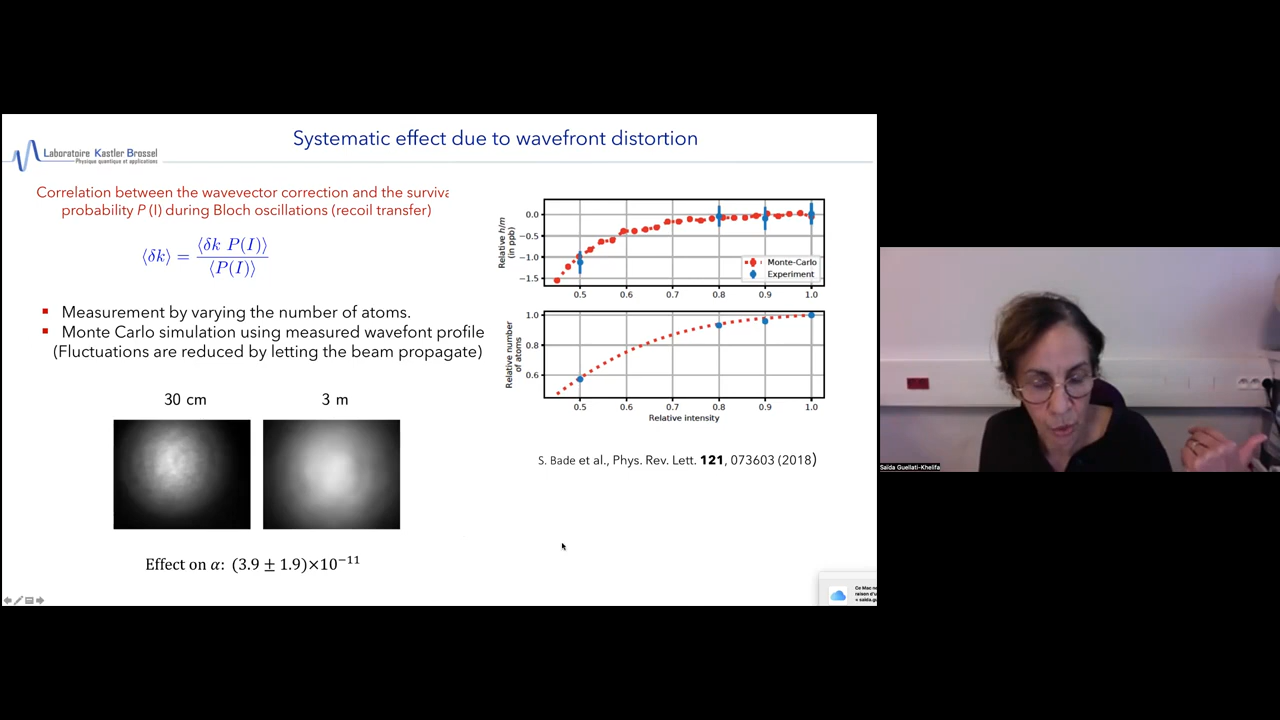 Systematic effect due to wavefront distortion
Laboratoire Kastler Brossel
Physique quantique et applications
Correlation between the wavevector correction and the surviva
probability P (I) during Bloch oscillations (recoil transfer)
⟨δk⟩ = ⟨δk P(I)⟩ / ⟨P(I)⟩
▪ Measurement by varying the number of atoms.
▪ Monte Carlo simulation using measured wavefont profile
(Fluctuations are reduced by letting the beam propagate)
30 cm 3 m
Effect on α: (3.9 ± 1.9)×10⁻¹¹
Relative h/m
(in ppb)
0.0
−0.5
−1.0
−1.5
Monte-Carlo
Experiment
0.5 0.6 0.7 0.8 0.9 1.0
Relative number
of atoms
1.0
0.8
0.6
0.5 0.6 0.7 0.8 0.9 1.0
Relative intensity
S. Bade et al., Phys. Rev. Lett. 121, 073603 (2018)
Ce Mac ne
raison d'u
« saida.gu
Saïda Guellati-Khelifa